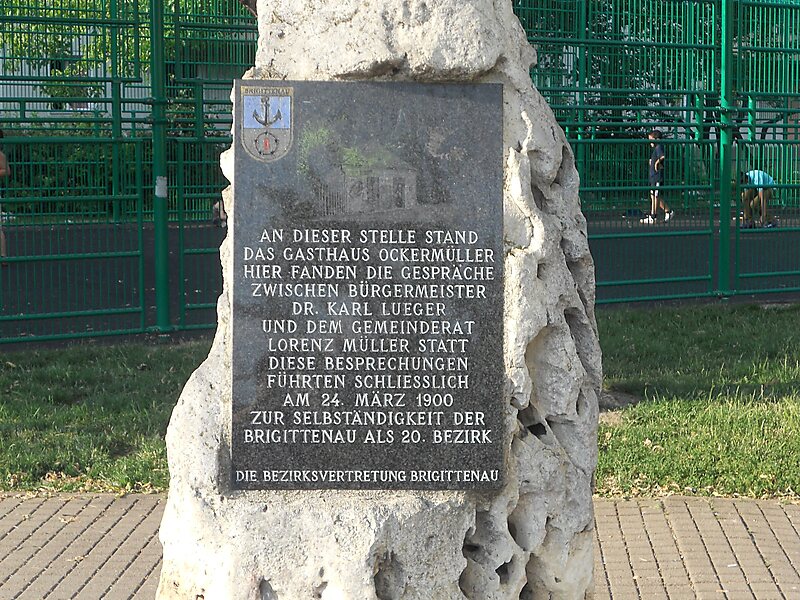 BRIGITTENAU
AN DIESER STELLE STAND
DAS GASTHAUS OCKERMÜLLER
HIER FANDEN DIE GESPRÄCHE
ZWISCHEN BÜRGERMEISTER
DR. KARL LUEGER
UND DEM GEMEINDERAT
LORENZ MÜLLER STATT
DIESE BESPRECHUNGEN
FÜHRTEN SCHLIESSLICH
AM 24. MÄRZ 1900
ZUR SELBSTÄNDIGKEIT DER
BRIGITTENAU ALS 20. BEZIRK
DIE BEZIRKSVERTRETUNG BRIGITTENAU